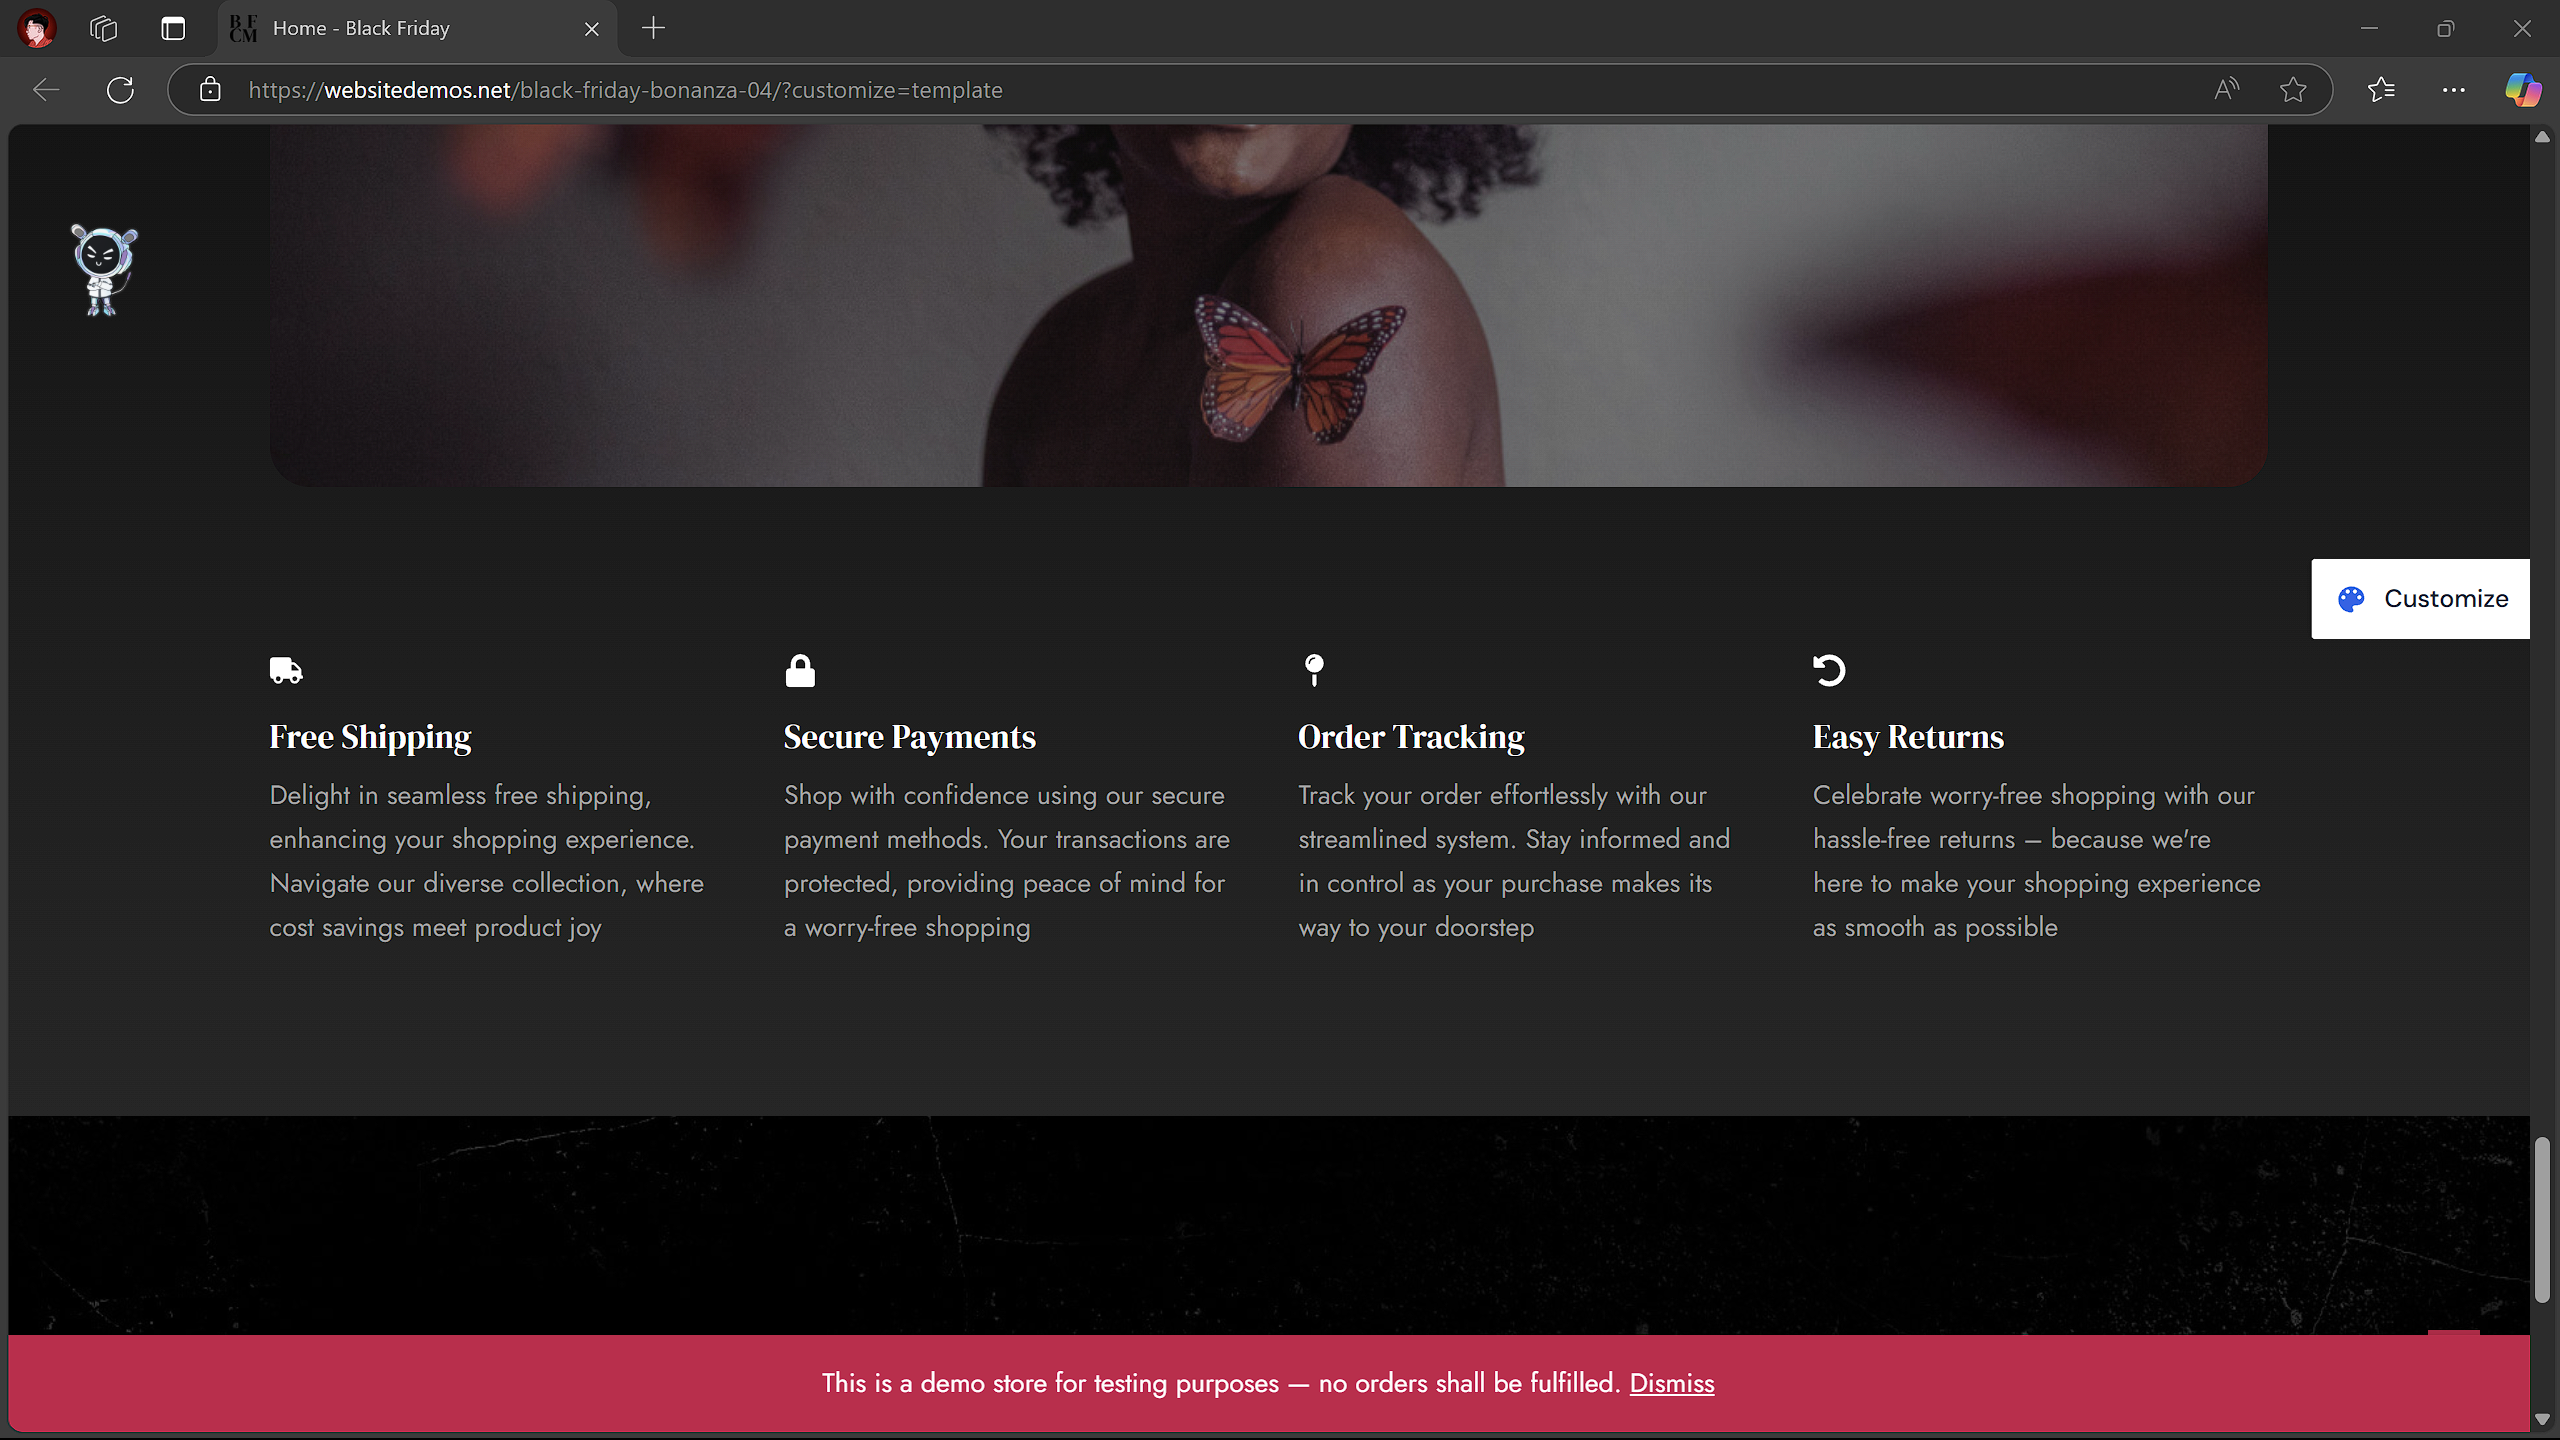 BF
CM
Home - Black Friday
https://websitedemos.net/black-friday-bonanza-04/?customize=template
Customize
Free Shipping
Delight in seamless free shipping,
enhancing your shopping experience.
Navigate our diverse collection, where
cost savings meet product joy
Secure Payments
Shop with confidence using our secure
payment methods. Your transactions are
protected, providing peace of mind for
a worry-free shopping
Order Tracking
Track your order effortlessly with our
streamlined system. Stay informed and
in control as your purchase makes its
way to your doorstep
Easy Returns
Celebrate worry-free shopping with our
hassle-free returns – because we're
here to make your shopping experience
as smooth as possible
This is a demo store for testing purposes — no orders shall be fulfilled. Dismiss